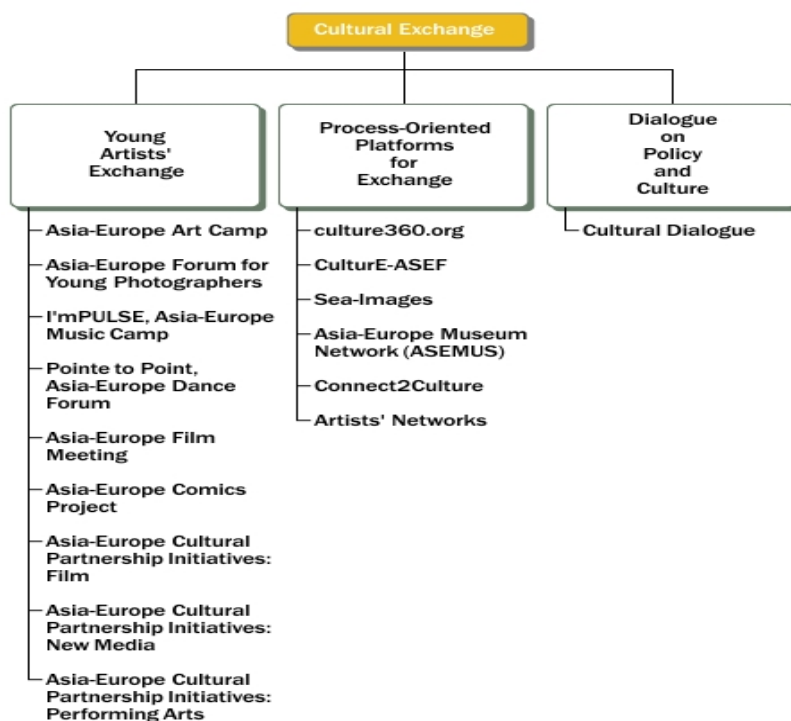 Cultural Exchange
Young
Artists'
Exchange
Asia-Europe Art Camp
Asia-Europe Forum for
Young Photographers
I'mPULSE, Asia-Europe
Music Camp
Pointe to Point,
Asia-Europe Dance
Forum
Asia-Europe Film
Meeting
Asia-Europe Comics
Project
Asia-Europe Cultural
Partnership Initiatives:
Film
Asia-Europe Cultural
Partnership Initiatives:
New Media
Asia-Europe Cultural
Partnership Initiatives:
Performing Arts
Process-Oriented
Platforms
for
Exchange
culture360.org
CulturE-ASEF
Sea-Images
Asia-Europe Museum
Network (ASEMUS)
Connect2Culture
Artists' Networks
Dialogue
on
Policy
and
Culture
Cultural Dialogue